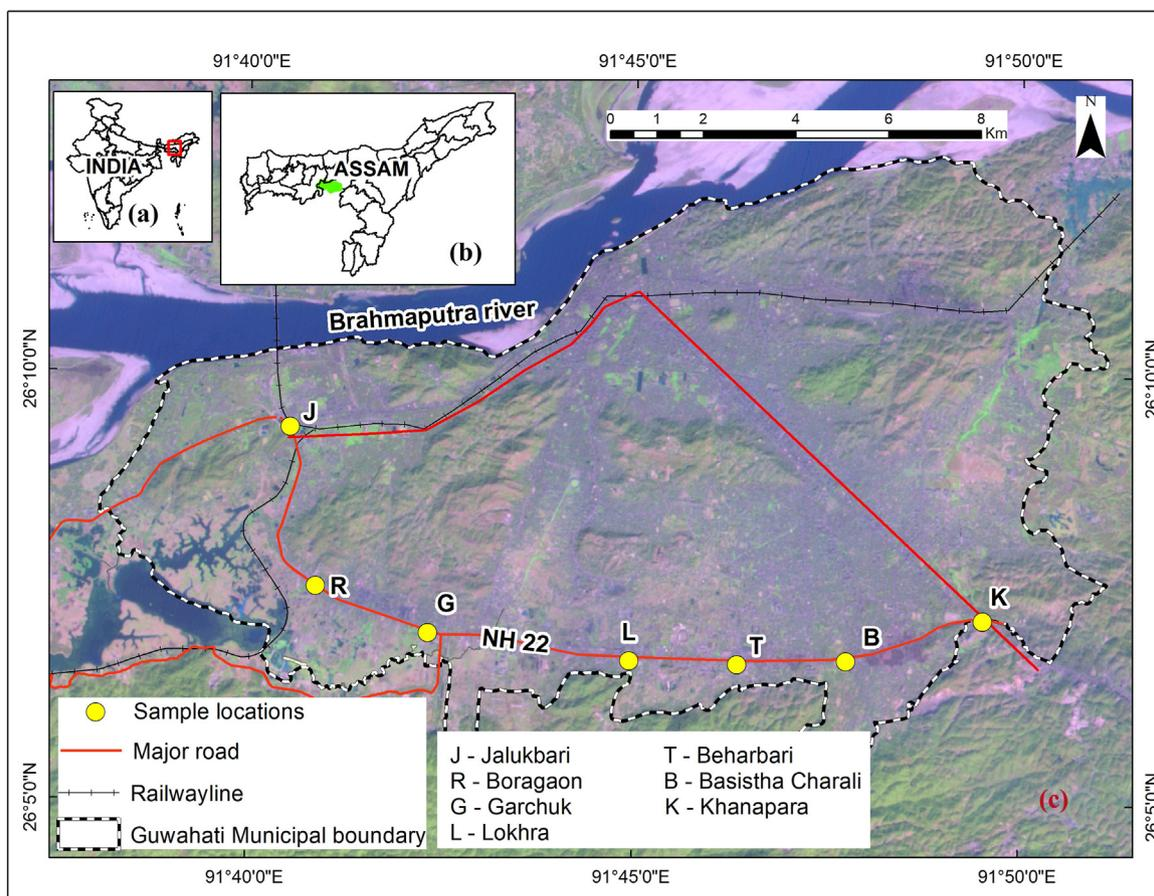 91°40'0"E 91°45'0"E 91°50'0"E
N
0 1 2 4 6 8
Km
INDIA
(a)
ASSAM
(b)
Brahmaputra river
26°10'0"N
26°10'0"N
J
R
G
NH 22
L
T
B
K
Sample locations
Major road
Railwayline
Guwahati Municipal boundary
J - Jalukbari
R - Boragaon
G - Garchuk
L - Lokhra
T - Beharbari
B - Basistha Charali
K - Khanapara
(c)
26°5'0"N
26°5'0"N
91°40'0"E 91°45'0"E 91°50'0"E